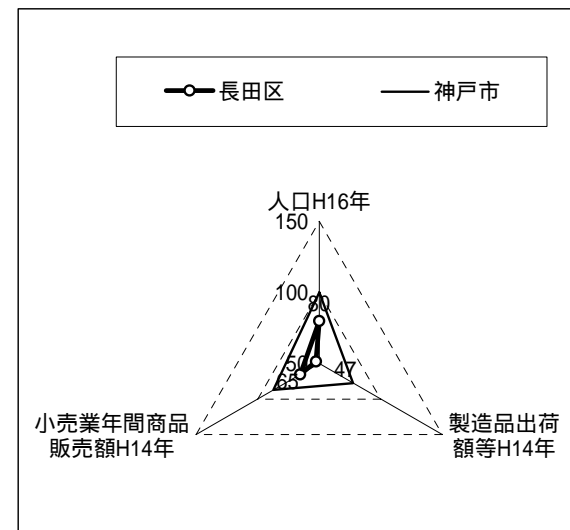 長田区 神戸市
人口H16年
150
100
80
50
47
65
小売業年間商品
販売額H14年
製造品出荷
額等H14年